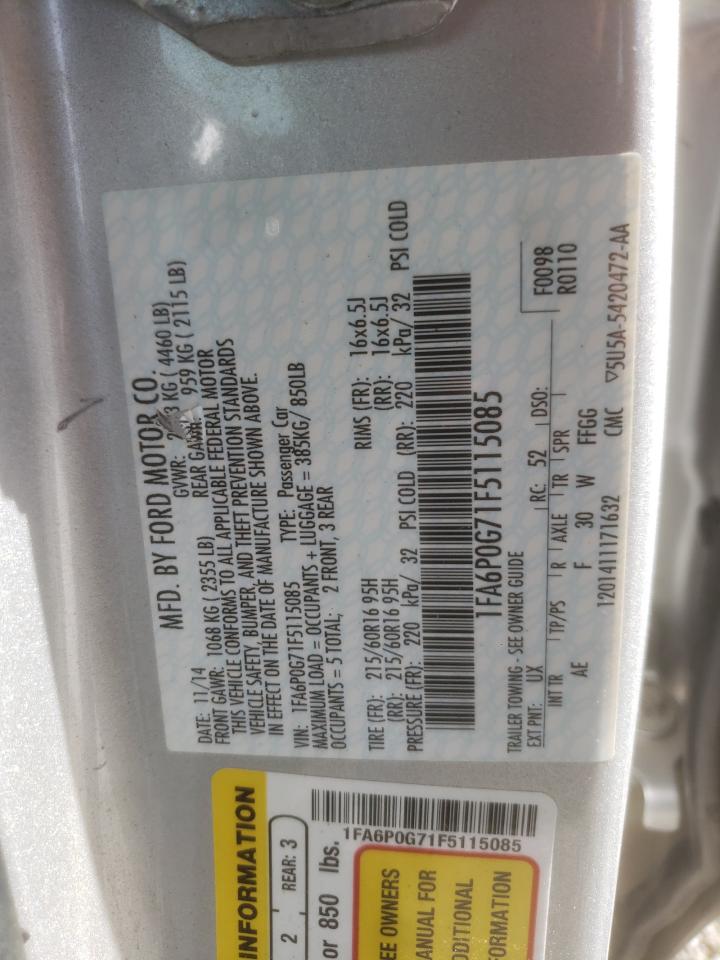 MFD. BY FORD MOTOR CO.
DATE: 11/14 GVWR: KG ( 4460 LB)
FRONT GAWR: 1068 KG ( 2355 LB) REAR GAWR: 959 KG ( 2115 LB)
THIS VEHICLE CONFORMS TO ALL APPLICABLE FEDERAL MOTOR
VEHICLE SAFETY, BUMPER, AND THEFT PREVENTION STANDARDS
IN EFFECT ON THE DATE OF MANUFACTURE SHOWN ABOVE.
VIN: 1FA6P0G71F5115085 TYPE: Passenger Car
MAXIMUM LOAD = OCCUPANTS + LUGGAGE = 385KG/ 850LB
OCCUPANTS = 5 TOTAL; 2 FRONT, 3 REAR
TIRE (FR): 215/60R16 95H RIMS (FR): 16x6.5J
(RR): 215/60R16 95H (RR): 16x6.5J
PRESSURE (FR): 220 kPa/ 32 PSI COLD (RR): 220 kPa/ 32 PSI COLD
1FA6P0G71F5115085
TRAILER TOWING - SEE OWNER GUIDE
F0098
R0110
EXT PNT: UX RC: 52 DSO:
INT TR TP/PS R AXLE TR SPR
AE F 30 W FFGG
1201411171632 CMC ▽5U5A-5420472-AA
INFORMATION
2 REAR: 3
or 850 lbs.
1FA6P0G71F5115085
EE OWNERS
ANUAL FOR
DDITIONAL
FORMATION